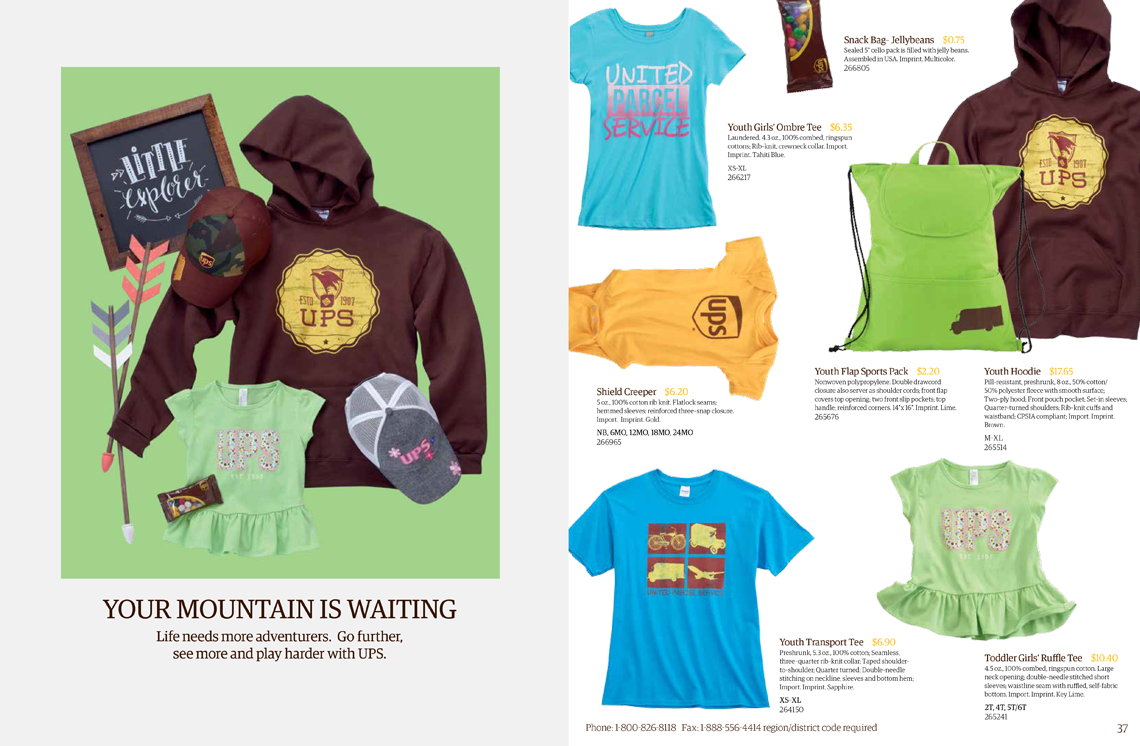 LITTLE
explorer
ups
ESTD 1907
UPS
UPS
UPS
YOUR MOUNTAIN IS WAITING
Life needs more adventurers.  Go further,
see more and play harder with UPS.
UNITED
PARCEL
SERVICE
Snack Bag- Jellybeans $0.75
Sealed 5" cello pack is filled with jelly beans.
Assembled in USA. Imprint. Multicolor.
266805
Youth Girls' Ombre Tee $6.35
Laundered, 4.3 oz., 100% combed, ringspun
cottons; Rib-knit, crewneck collar. Import.
Imprint. Tahiti Blue.
XS-XL
266217
ESTD 1907
UPS
ups
Shield Creeper $6.20
5 oz., 100% cotton rib knit. Flatlock seams;
hemmed sleeves; reinforced three-snap closure.
Import. Imprint. Gold.
NB, 6MO, 12MO, 18MO, 24MO
266965
Youth Flap Sports Pack $2.20
Nonwoven polypropylene. Double drawcord
closure also server as shoulder cords; front flap
covers top opening; two front slip pockets; top
handle; reinforced corners. 14"x 16". Imprint. Lime.
265676
Youth Hoodie $17.65
Pill-resistant, preshrunk, 8-oz., 50% cotton/
50% polyester fleece with smooth surface;
Two-ply hood. Front pouch pocket. Set-in sleeves;
Quarter-turned shoulders; Rib-knit cuffs and
waistband; CPSIA compliant; Import. Imprint.
Brown.
M-XL
265514
UNITED PARCEL SERVICE
UPS
Youth Transport Tee $6.90
Preshrunk, 5.3 oz., 100% cotton; Seamless,
three-quarter rib-knit collar. Taped shoulder-
to-shoulder; Quarter turned. Double-needle
stitching on neckline. sleeves and bottom hem;
Import. Imprint. Sapphire.
XS-XL
264150
Toddler Girls' Ruffle Tee $10.40
4.5 oz., 100% combed, ringspun cotton. Large
neck opening; double-needle stitched short
sleeves; waistline seam with ruffled, self-fabric
bottom. Import. Imprint. Key Lime.
2T, 4T, 5T/6T
265241
Phone: 1-800-826-8118  Fax: 1-888-556-4414 region/district code required
37